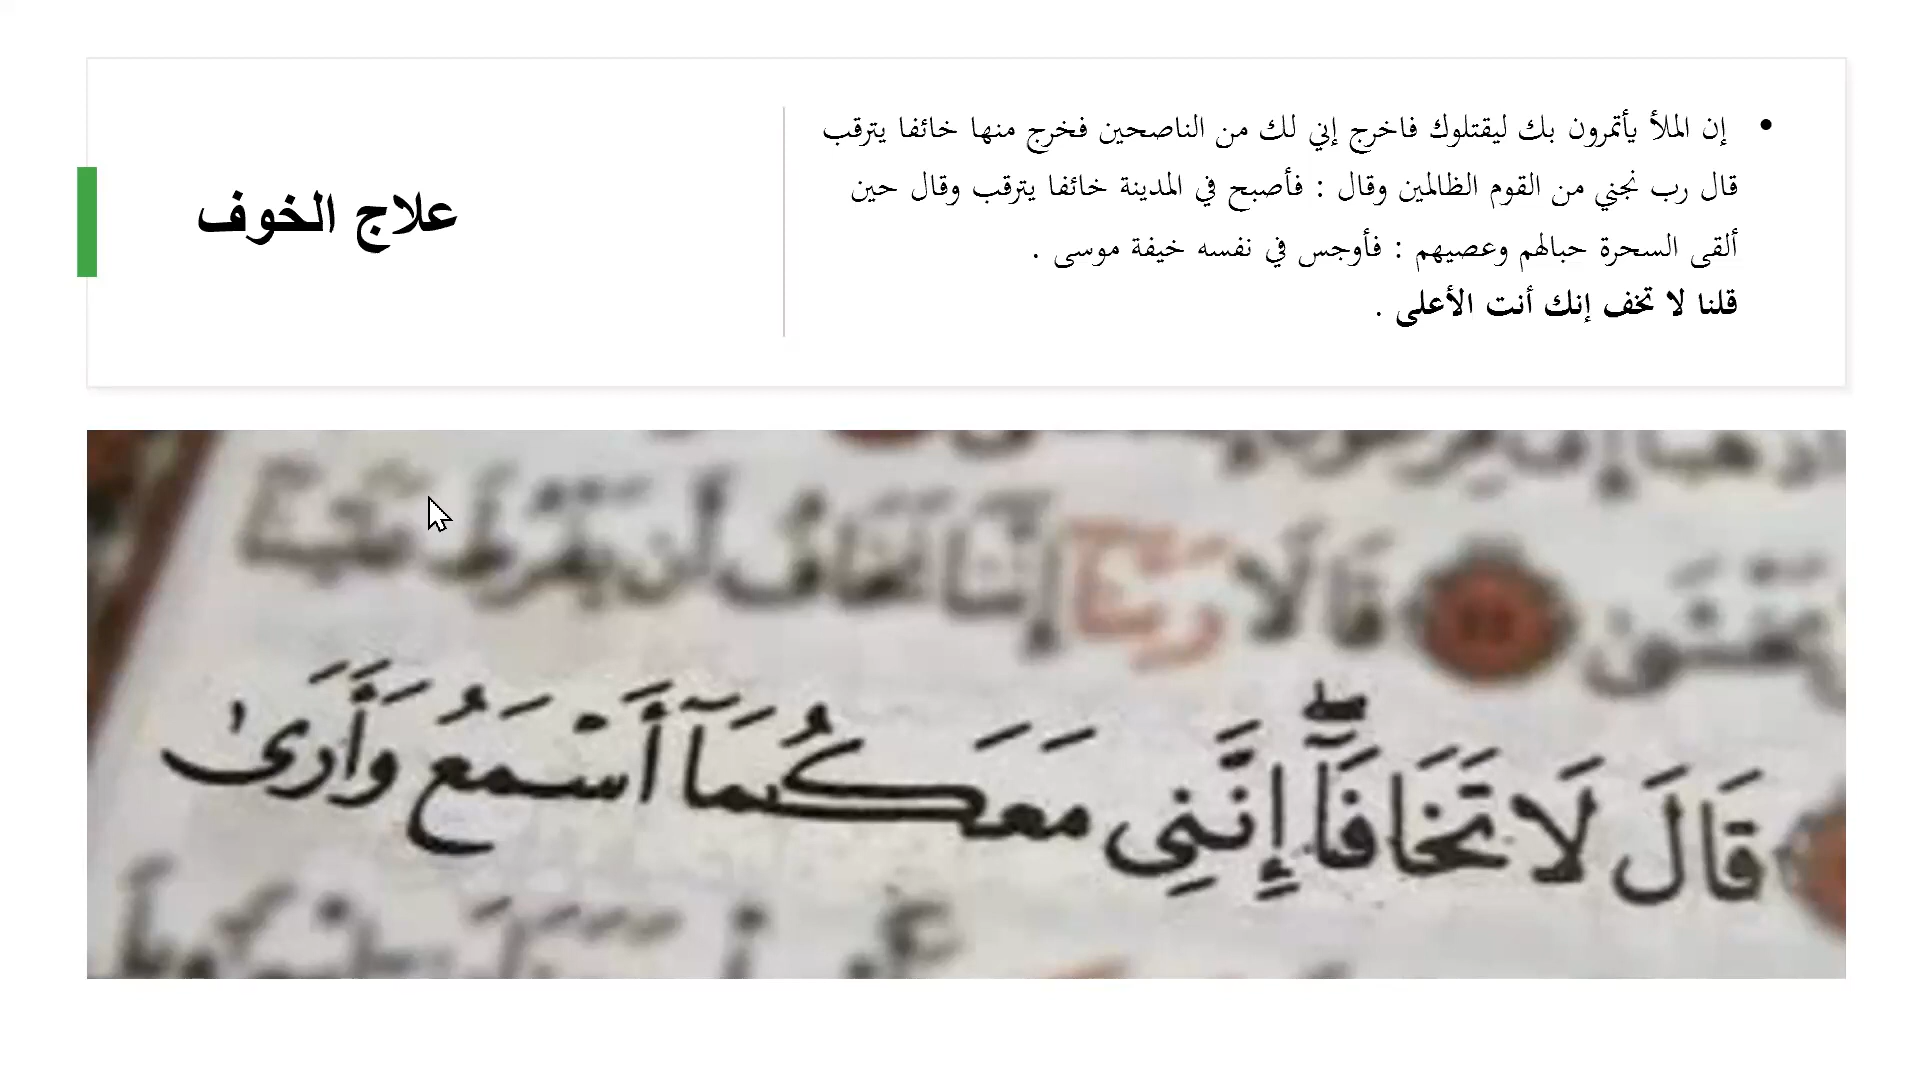 علاج الخوف
• إن الملأ يأتمرون بك ليقتلوك فاخرج إني لك من الناصحين فخرج منها خائفا يترقب
قال رب نجني من القوم الظالمين وقال : فأصبح في المدينة خائفا يترقب وقال حين
ألقى السحرة حبالهم وعصيهم : فأوجس في نفسه خيفة موسى .
قلنا لا تخف إنك أنت الأعلى .
قَالَا رَبَّنَا إِنَّنَا نَخَافُ أَن يَفْرُطَ عَلَيْنَا
قَالَ لَا تَخَافَآ ۖ إِنَّنِى مَعَكُمَآ أَسْمَعُ وَأَرَىٰ